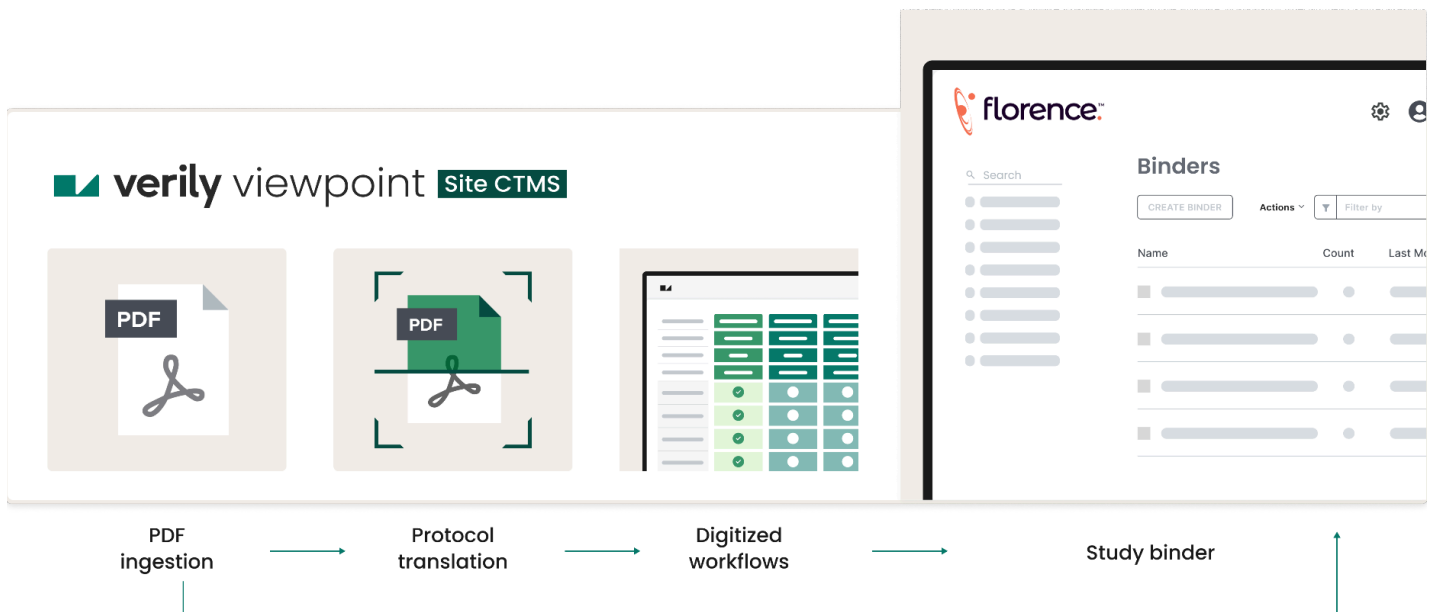 verily viewpoint Site CTMS
PDF
PDF
florence.™
Search
Binders
CREATE BINDER
Actions
Filter by
Name
Count
Last Mo
PDF
ingestion
Protocol
translation
Digitized
workflows
Study binder